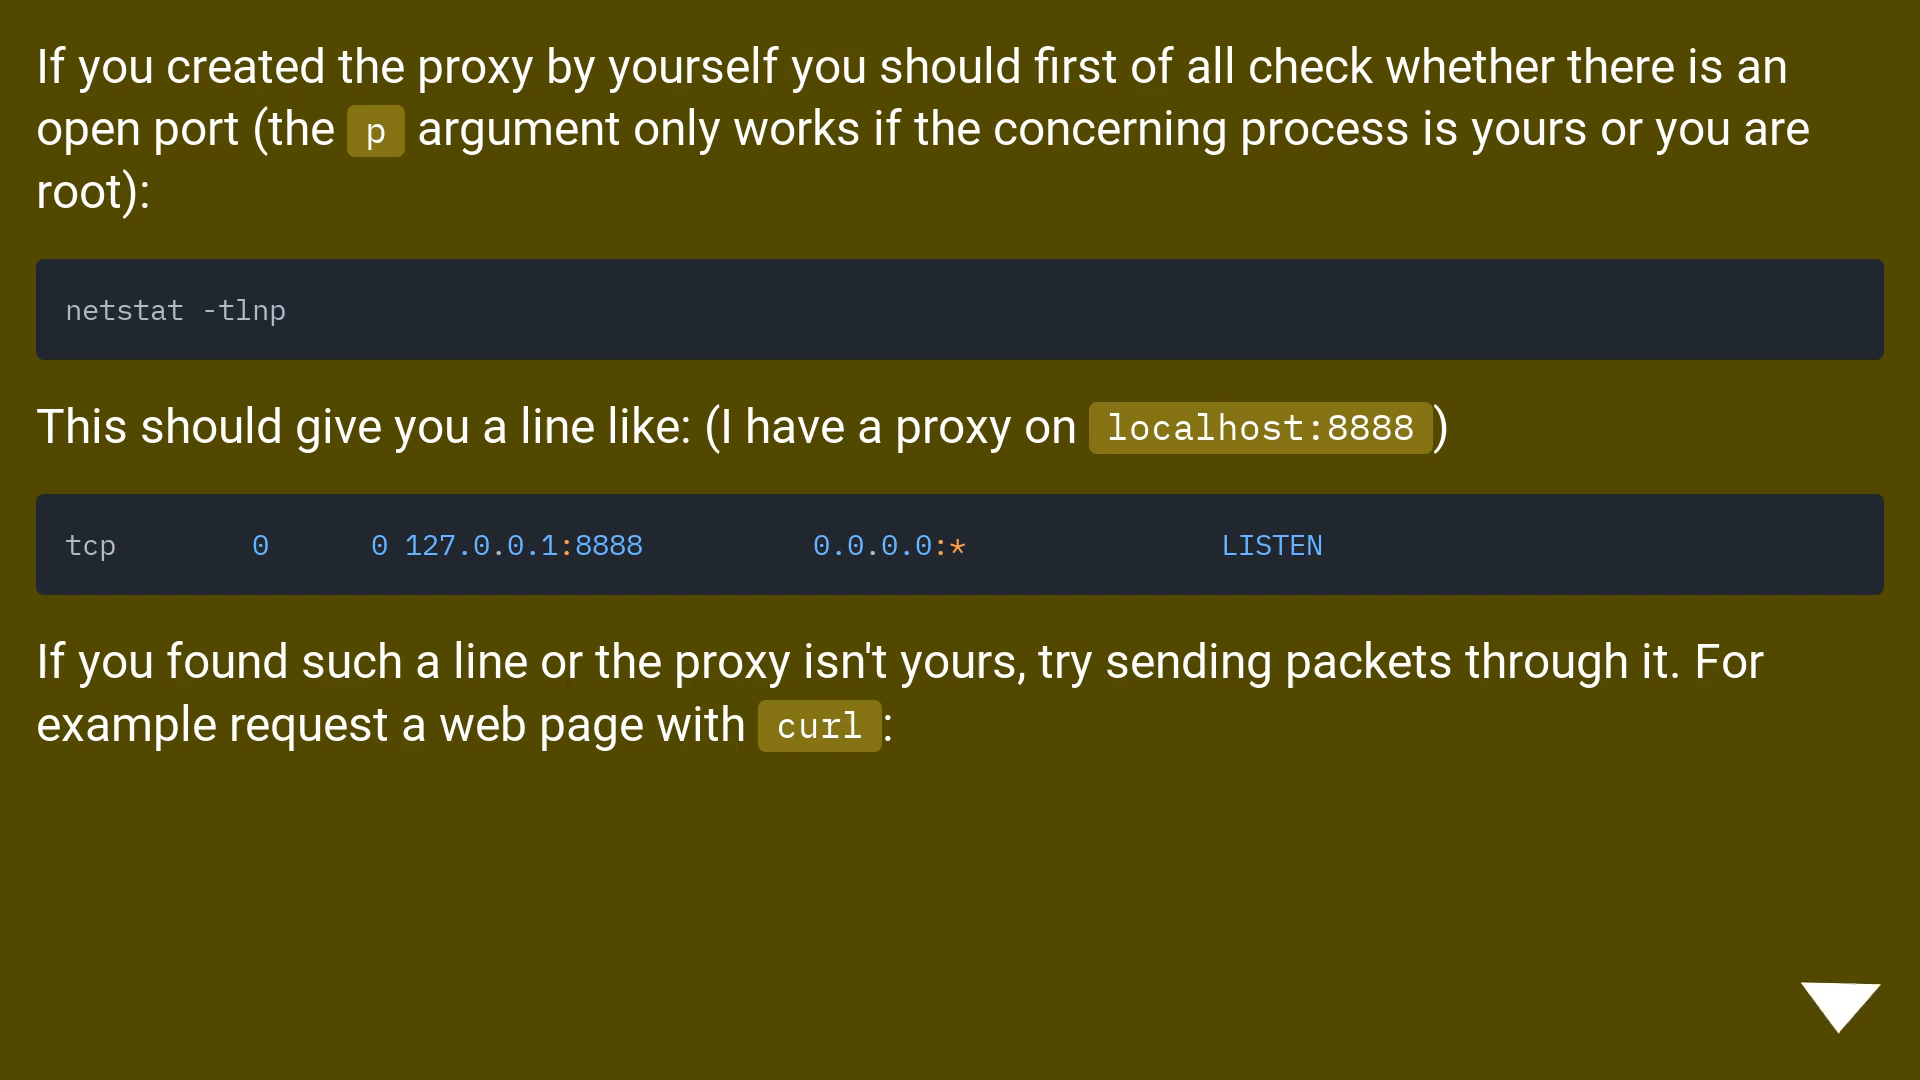 If you created the proxy by yourself you should first of all check whether there is an
open port (the p argument only works if the concerning process is yours or you are
root):
netstat -tlnp
This should give you a line like: (I have a proxy on localhost:8888)
tcp        0      0 127.0.0.1:8888          0.0.0.0:*               LISTEN
If you found such a line or the proxy isn't yours, try sending packets through it. For
example request a web page with curl: